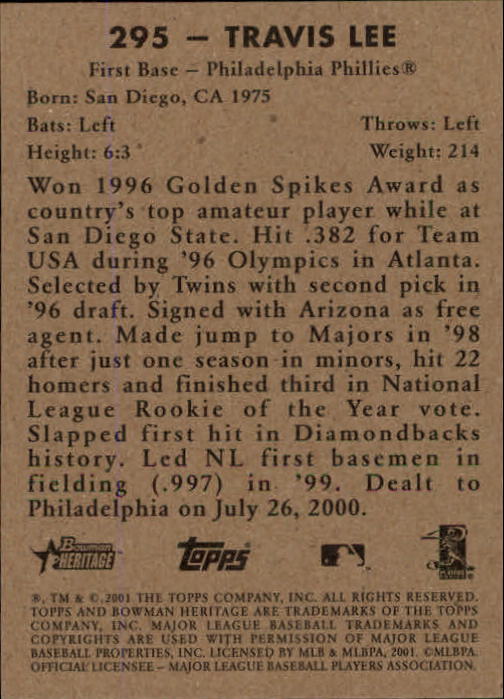 295 – TRAVIS LEE
First Base – Philadelphia Phillies®
Born: San Diego, CA 1975
Bats: Left Throws: Left
Height: 6:3 Weight: 214
Won 1996 Golden Spikes Award as
country's top amateur player while at
San Diego State. Hit .382 for Team
USA during '96 Olympics in Atlanta.
Selected by Twins with second pick in
'96 draft. Signed with Arizona as free
agent. Made jump to Majors in '98
after just one season in minors, hit 22
homers and finished third in National
League Rookie of the Year vote.
Slapped first hit in Diamondbacks
history. Led NL first basemen in
fielding (.997) in '99. Dealt to
Philadelphia on July 26, 2000.
Bowman
HERITAGE
TOPPS
®, TM & ©, 2001 THE TOPPS COMPANY, INC. ALL RIGHTS RESERVED.
TOPPS AND BOWMAN HERITAGE ARE TRADEMARKS OF THE TOPPS
COMPANY, INC. MAJOR LEAGUE BASEBALL TRADEMARKS AND
COPYRIGHTS ARE USED WITH PERMISSION OF MAJOR LEAGUE
BASEBALL PROPERTIES, INC. LICENSED BY MLB & MLBPA, 2001. ©MLBPA.
OFFICIAL LICENSEE – MAJOR LEAGUE BASEBALL PLAYERS ASSOCIATION.